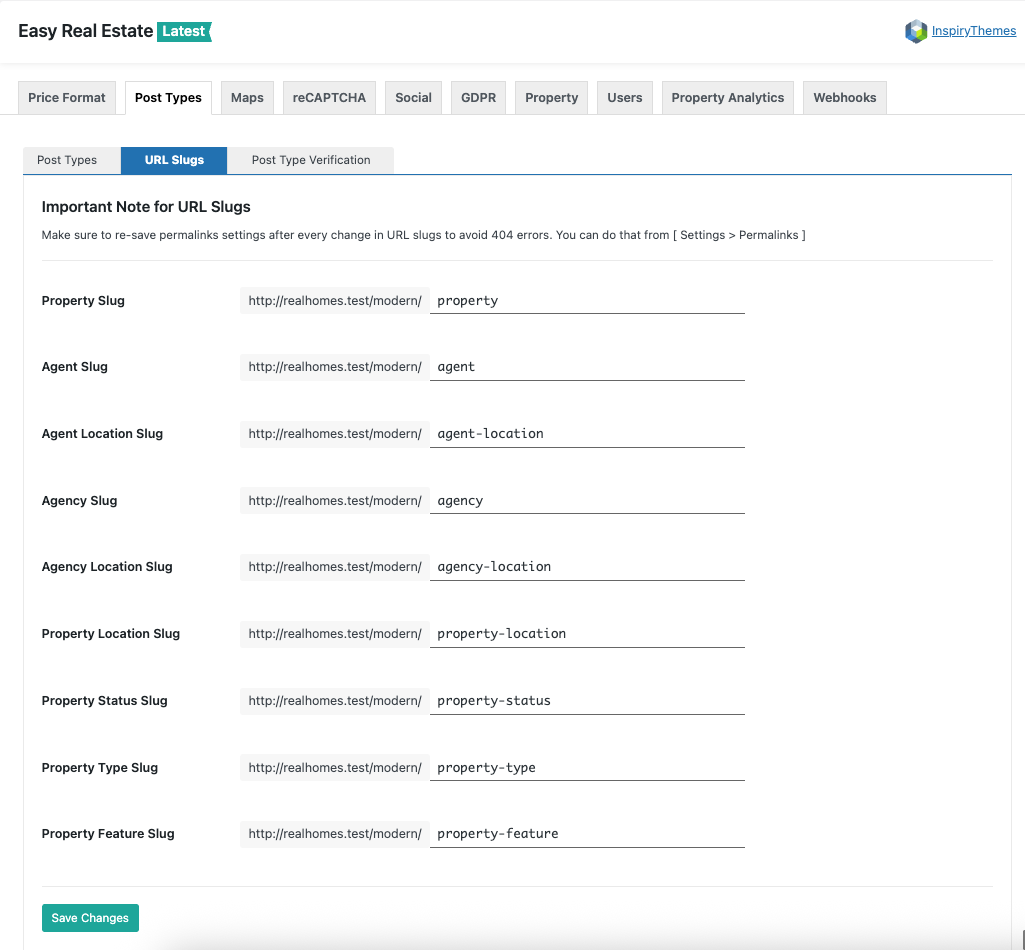 Easy Real Estate Latest
InspiryThemes
Price Format Post Types Maps reCAPTCHA Social GDPR Property Users Property Analytics Webhooks
Post Types URL Slugs Post Type Verification
Important Note for URL Slugs
Make sure to re-save permalinks settings after every change in URL slugs to avoid 404 errors. You can do that from [ Settings > Permalinks ]
Property Slug http://realhomes.test/modern/ property
Agent Slug http://realhomes.test/modern/ agent
Agent Location Slug http://realhomes.test/modern/ agent-location
Agency Slug http://realhomes.test/modern/ agency
Agency Location Slug http://realhomes.test/modern/ agency-location
Property Location Slug http://realhomes.test/modern/ property-location
Property Status Slug http://realhomes.test/modern/ property-status
Property Type Slug http://realhomes.test/modern/ property-type
Property Feature Slug http://realhomes.test/modern/ property-feature
Save Changes